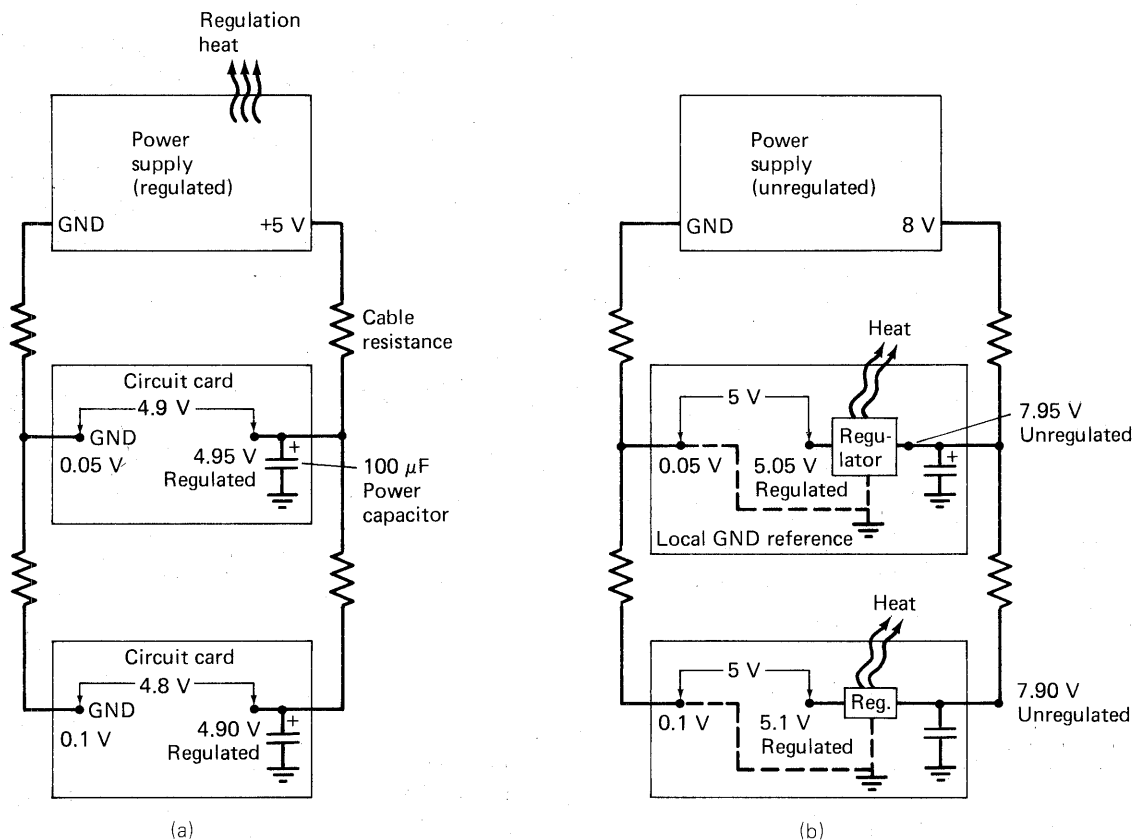 Regulation
heat
Power
supply
(regulated)
GND
+5 V
Cable
resistance
Circuit card
4.9 V
GND
0.05 V
4.95 V
Regulated
+
100 μF
Power
capacitor
Circuit card
4.8 V
GND
0.1 V
4.90 V
Regulated
+
(a)
Power
supply
(unregulated)
GND
8 V
Heat
5 V
Regu-
lator
7.95 V
Unregulated
+
0.05 V
5.05 V
Regulated
Local GND reference
Heat
5 V
Reg.
7.90 V
Unregulated
0.1 V
5.1 V
Regulated
(b)